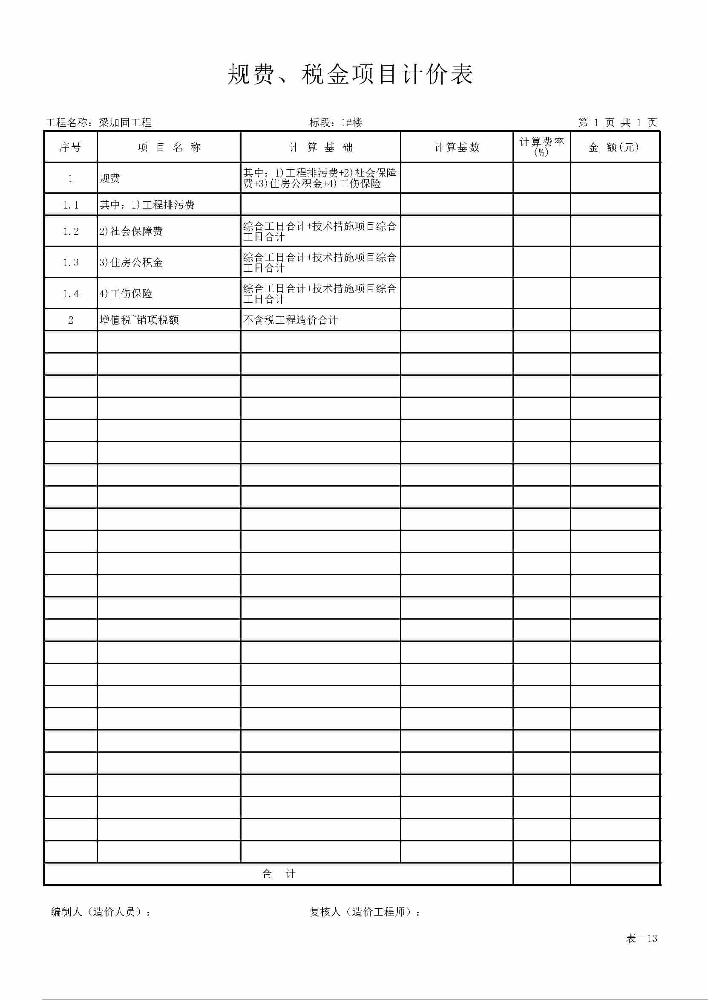 规费、税金项目计价表
工程名称：梁加固工程 标段：1#楼 第 1 页 共 1 页
序号 项 目 名 称 计 算 基 础 计算基数 计算费率(%) 金 额(元)
1 规费 其中：1)工程排污费+2)社会保障
费+3)住房公积金+4)工伤保险
1.1 其中：1)工程排污费
1.2 2)社会保障费 综合工日合计+技术措施项目综合
工日合计
1.3 3)住房公积金 综合工日合计+技术措施项目综合
工日合计
1.4 4)工伤保险 综合工日合计+技术措施项目综合
工日合计
2 增值税~销项税额 不含税工程造价合计
合 计
编制人（造价人员）： 复核人（造价工程师）：
表—13